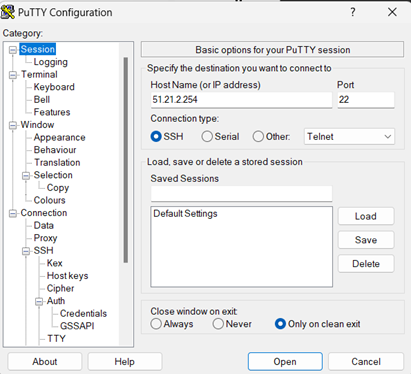 PuTTY Configuration
? ×
Category:
Session
Logging
Terminal
Keyboard
Bell
Features
Window
Appearance
Behaviour
Translation
Selection
Copy
Colours
Connection
Data
Proxy
SSH
Kex
Host keys
Cipher
Auth
Credentials
GSSAPI
TTY
Basic options for your PuTTY session
Specify the destination you want to connect to
Host Name (or IP address) Port
51.21.2.254 22
Connection type:
SSH Serial Other: Telnet
Load, save or delete a stored session
Saved Sessions
Default Settings
Load
Save
Delete
Close window on exit:
Always Never Only on clean exit
About Help Open Cancel